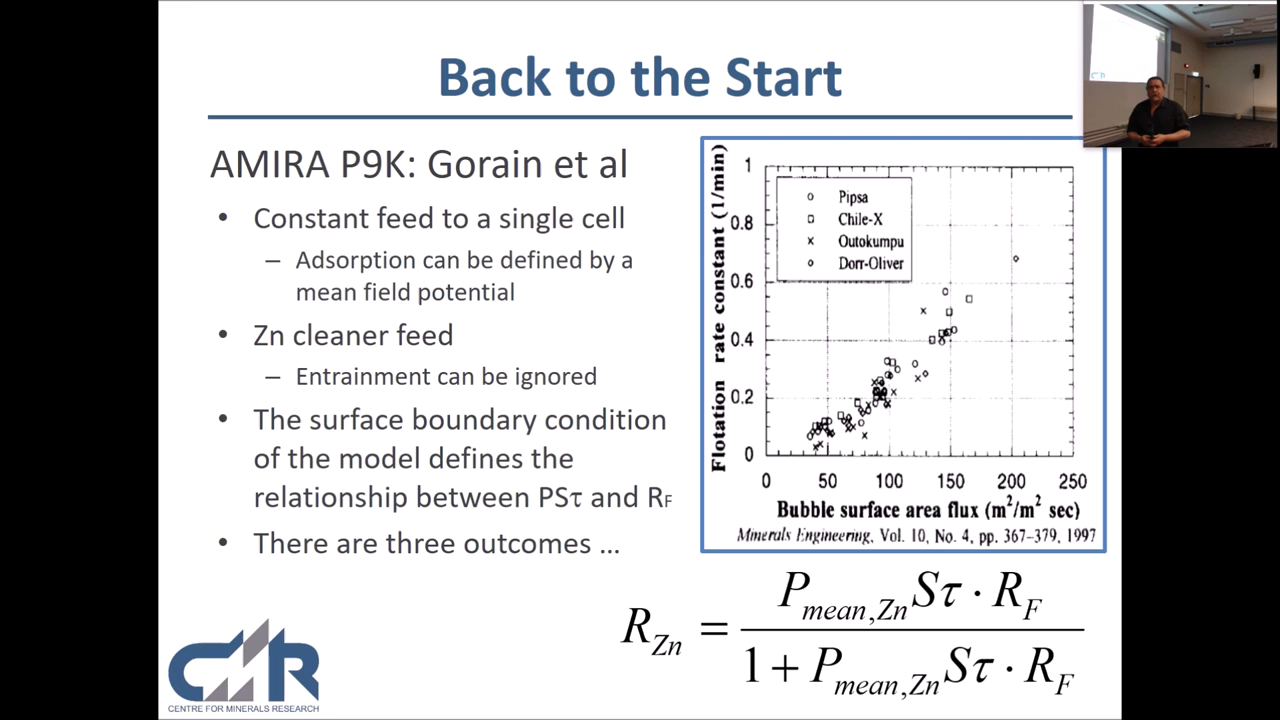 Back to the Start
AMIRA P9K: Gorain et al
• Constant feed to a single cell
– Adsorption can be defined by a
mean field potential
• Zn cleaner feed
– Entrainment can be ignored
• The surface boundary condition
of the model defines the
relationship between PSτ and RF
• There are three outcomes …
Flotation rate constant (1/min)
1
0.8
0.6
0.4
0.2
0
Pipsa
Chile-X
Outokumpu
Dorr-Oliver
0 50 100 150 200 250
Bubble surface area flux (m²/m² sec)
Minerals Engineering, Vol. 10, No. 4, pp. 367–379, 1997
R_Zn = P_mean,Zn Sτ · R_F / 1 + P_mean,Zn Sτ · R_F
CMR
CENTRE FOR MINERALS RESEARCH